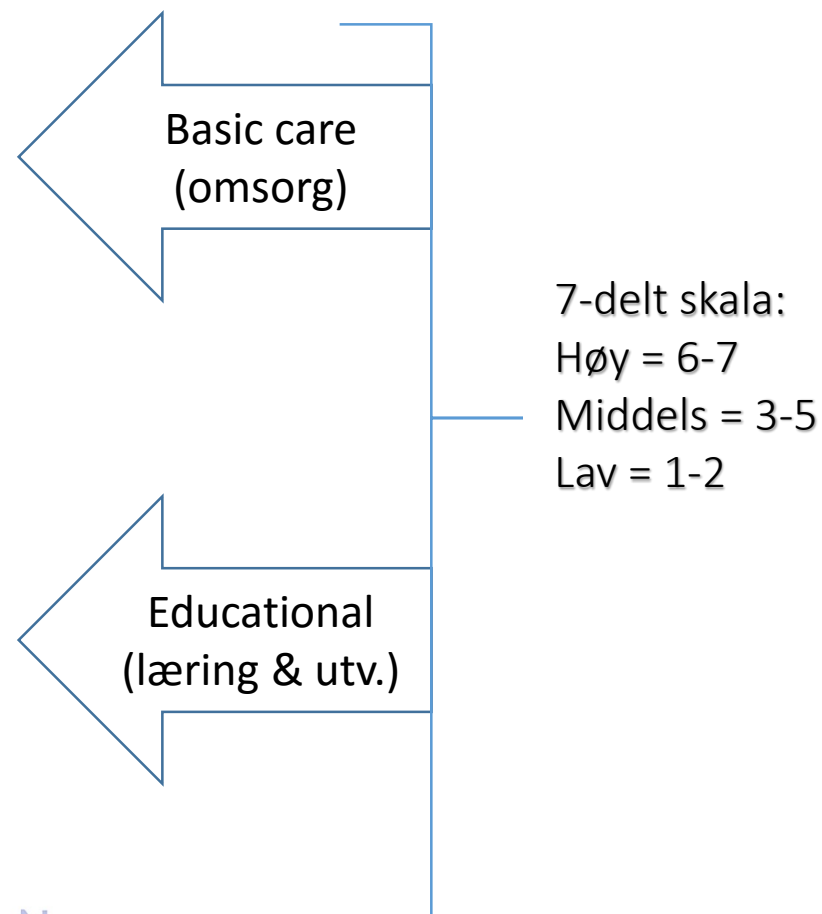 Basic care
(omsorg)
7-delt skala:
Høy = 6-7
Middels = 3-5
Lav = 1-2
Educational
(læring & utv.)